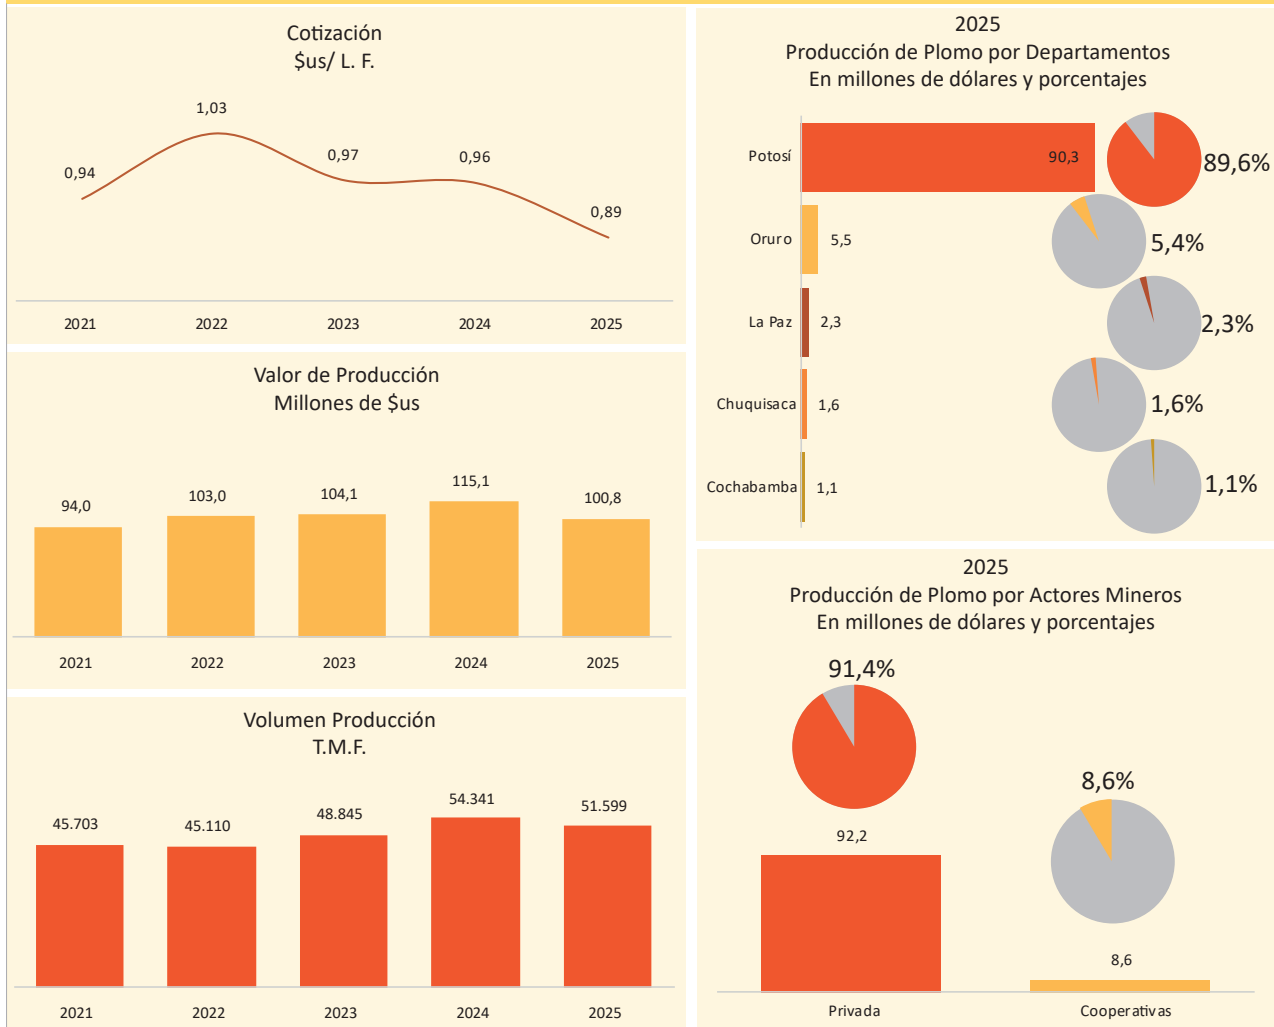 Cotización
$us/ L. F.
1,03
0,97
0,96
0,94
0,89
2021 2022 2023 2024 2025
Valor de Producción
Millones de $us
94,0 103,0 104,1 115,1 100,8
2021 2022 2023 2024 2025
Volumen Producción
T.M.F.
45.703 45.110 48.845 54.341 51.599
2021 2022 2023 2024 2025
2025
Producción de Plomo por Departamentos
En millones de dólares y porcentajes
Potosí 90,3 89,6%
Oruro 5,5 5,4%
La Paz 2,3 2,3%
Chuquisaca 1,6 1,6%
Cochabamba 1,1 1,1%
2025
Producción de Plomo por Actores Mineros
En millones de dólares y porcentajes
91,4%
8,6%
92,2
8,6
Privada Cooperativas